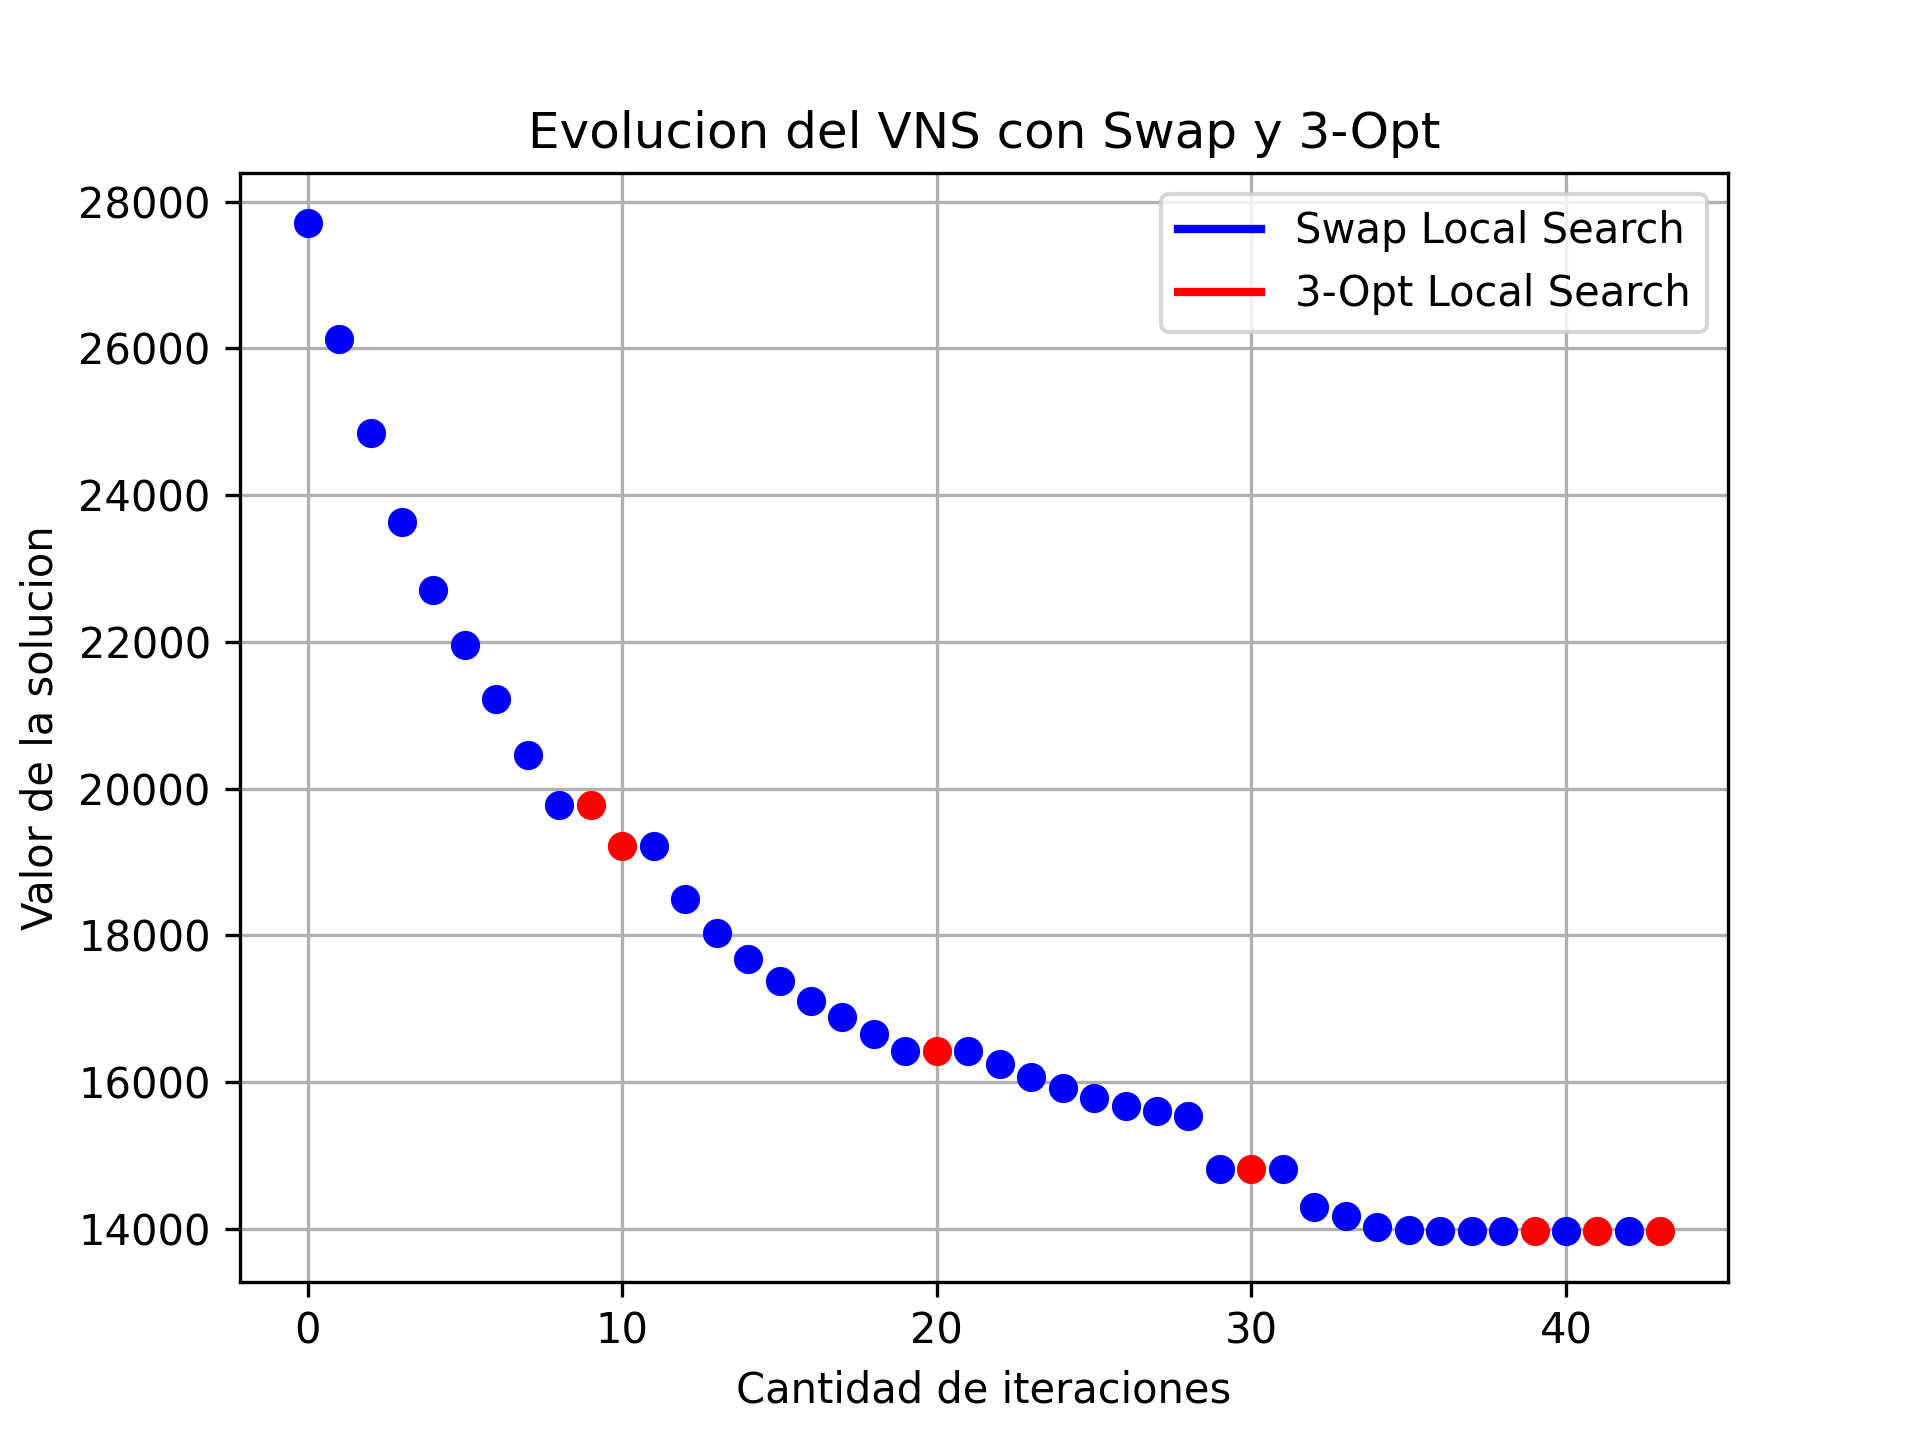 Evolucion del VNS con Swap y 3-Opt
Swap Local Search
3-Opt Local Search
Valor de la solucion
28000
26000
24000
22000
20000
18000
16000
14000
0 10 20 30 40
Cantidad de iteraciones